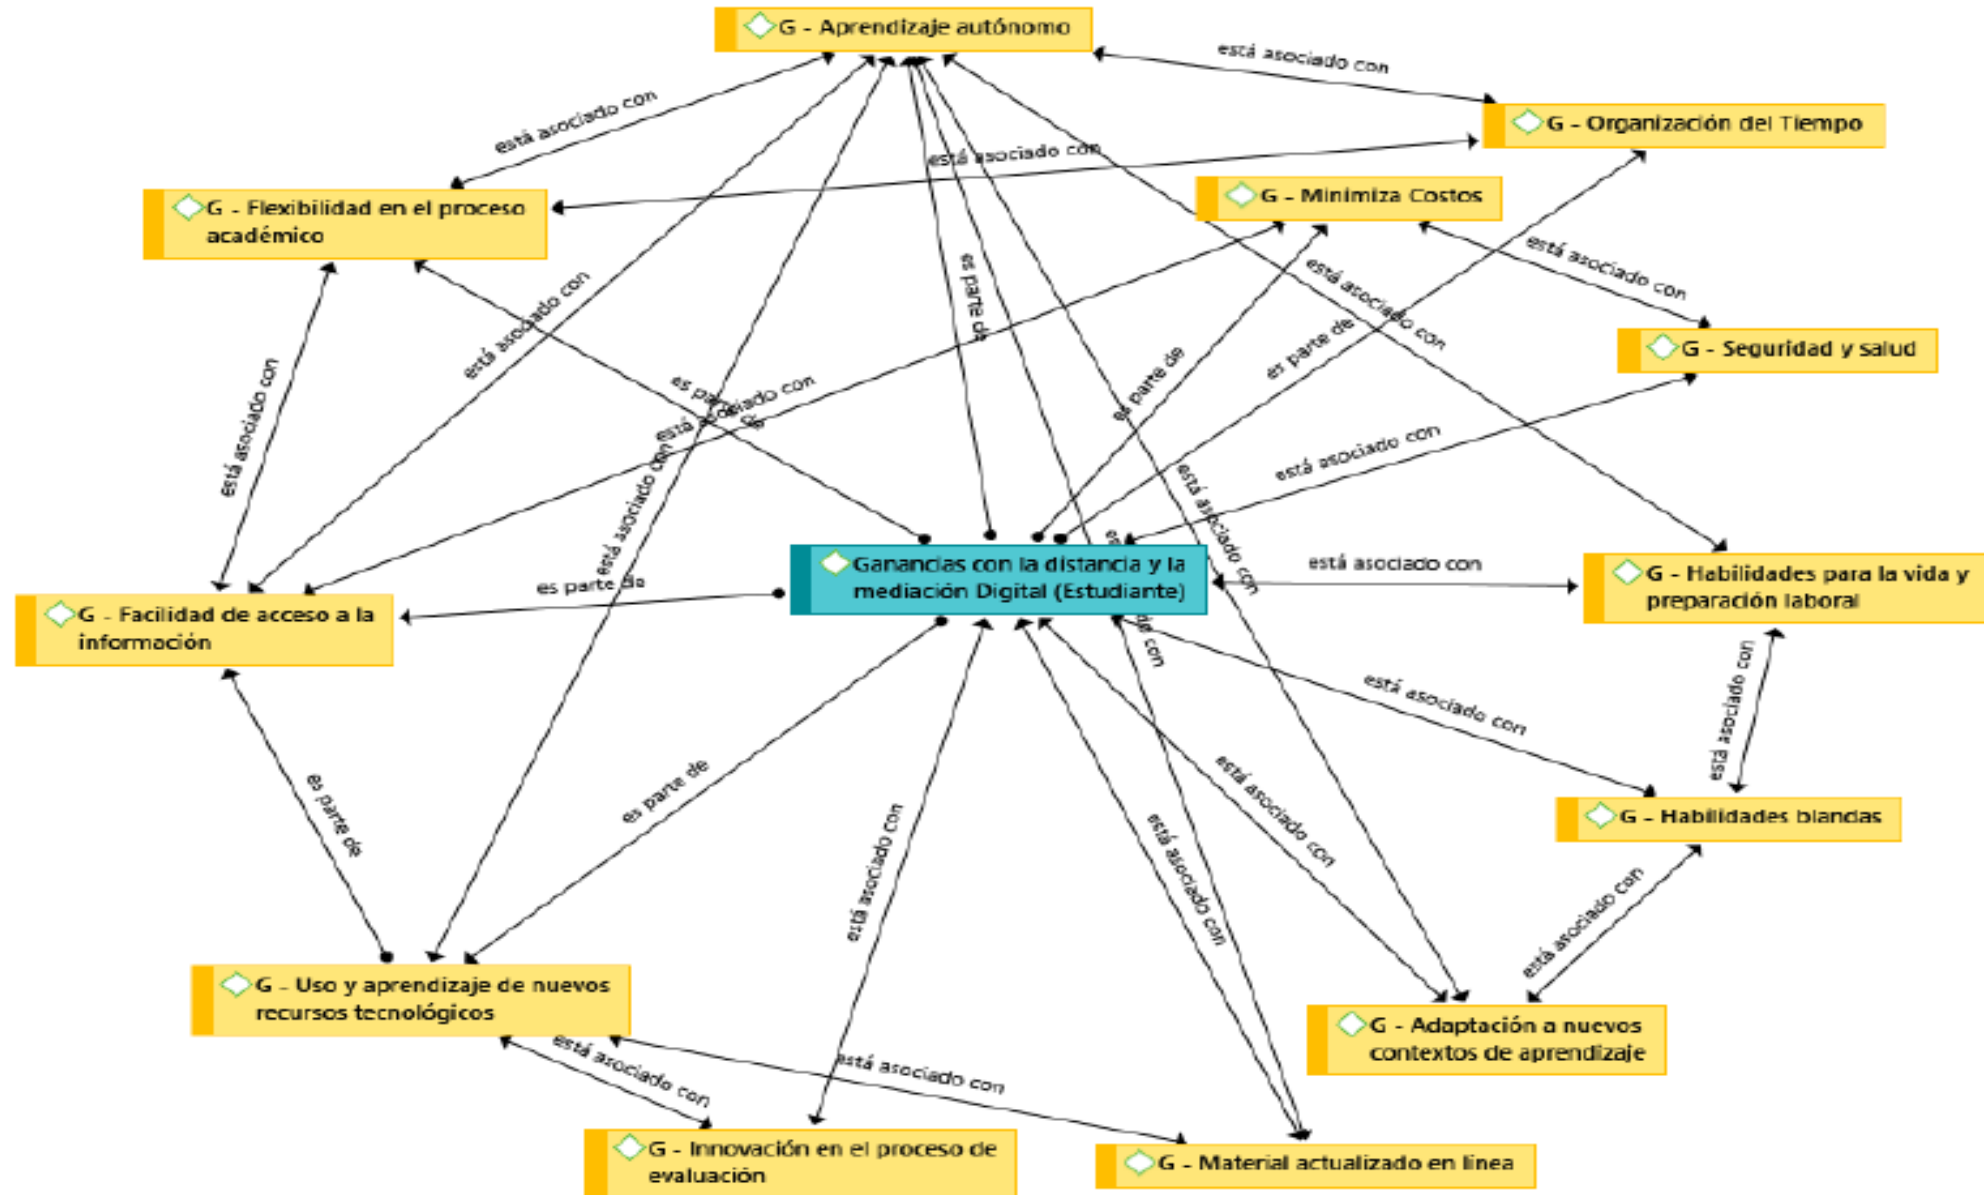 G - Aprendizaje autónomo
está asociado con
G - Organización del Tiempo
está asociado con
está asociado con
G - Minimiza Costos
G - Flexibilidad en el proceso
académico
está asociado con
es parte de
está asociado con
está asociado con
G - Seguridad y salud
es parte de
es parte de
está asociado con
está asociado con
es parte de
está asociado con
está asociado con
está asociado con
está asociado con
Ganancias con la distancia y la
mediación Digital (Estudiante)
está asociado con
G - Habilidades para la vida y
preparación laboral
es parte de
G - Facilidad de acceso a la
información
con
está asociado con
está asociado con
es parte de
es parte de
está asociado con
está asociado con
está asociado con
G - Habilidades blandas
está asociado con
G - Uso y aprendizaje de nuevos
recursos tecnológicos
G - Adaptación a nuevos
contextos de aprendizaje
está asociado con
está asociado con
G - Innovación en el proceso de
evaluación
G - Material actualizado en línea